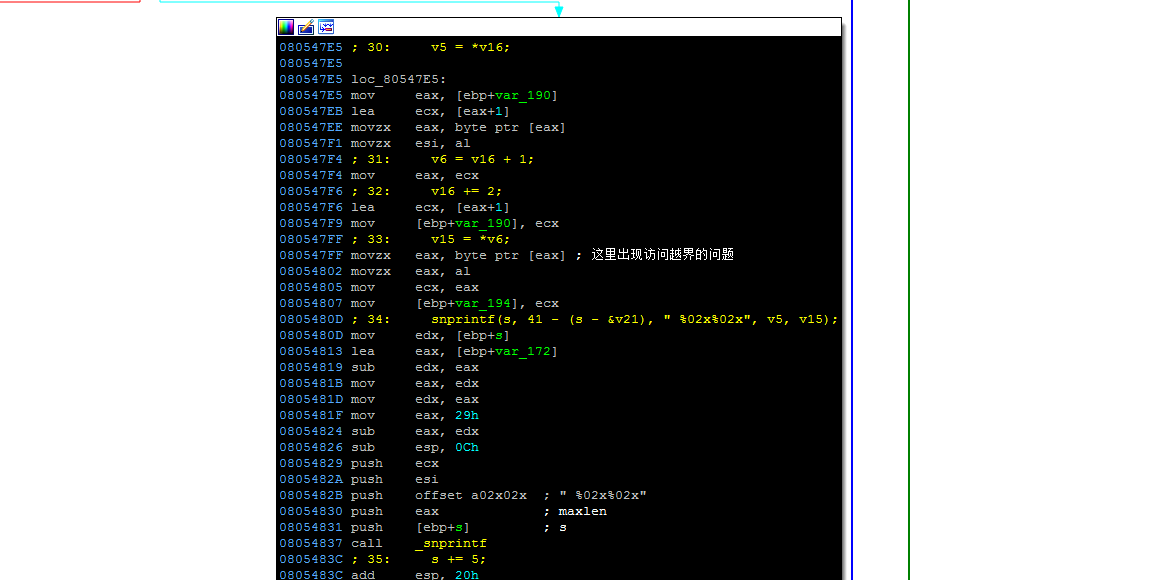 080547E5 ; 30:     v5 = *v16;
080547E5
080547E5 loc_80547E5:
080547E5 mov     eax, [ebp+var_190]
080547EB lea     ecx, [eax+1]
080547EE movzx   eax, byte ptr [eax]
080547F1 movzx   esi, al
080547F4 ; 31:     v6 = v16 + 1;
080547F4 mov     eax, ecx
080547F6 ; 32:     v16 += 2;
080547F6 lea     ecx, [eax+1]
080547F9 mov     [ebp+var_190], ecx
080547FF ; 33:     v15 = *v6;
080547FF movzx   eax, byte ptr [eax] ; 这里出现访问越界的问题
08054802 movzx   eax, al
08054805 mov     ecx, eax
08054807 mov     [ebp+var_194], ecx
0805480D ; 34:     snprintf(s, 41 - (s - &v21), " %02x%02x", v5, v15);
0805480D mov     edx, [ebp+s]
08054813 lea     eax, [ebp+var_172]
08054819 sub     edx, eax
0805481B mov     eax, edx
0805481D mov     edx, eax
0805481F mov     eax, 29h
08054824 sub     eax, edx
08054826 sub     esp, 0Ch
08054829 push    ecx
0805482A push    esi
0805482B push    offset a02x02x  ; " %02x%02x"
08054830 push    eax             ; maxlen
08054831 push    [ebp+s]         ; s
08054837 call    _snprintf
0805483C ; 35:     s += 5;
0805483C add     esp, 20h